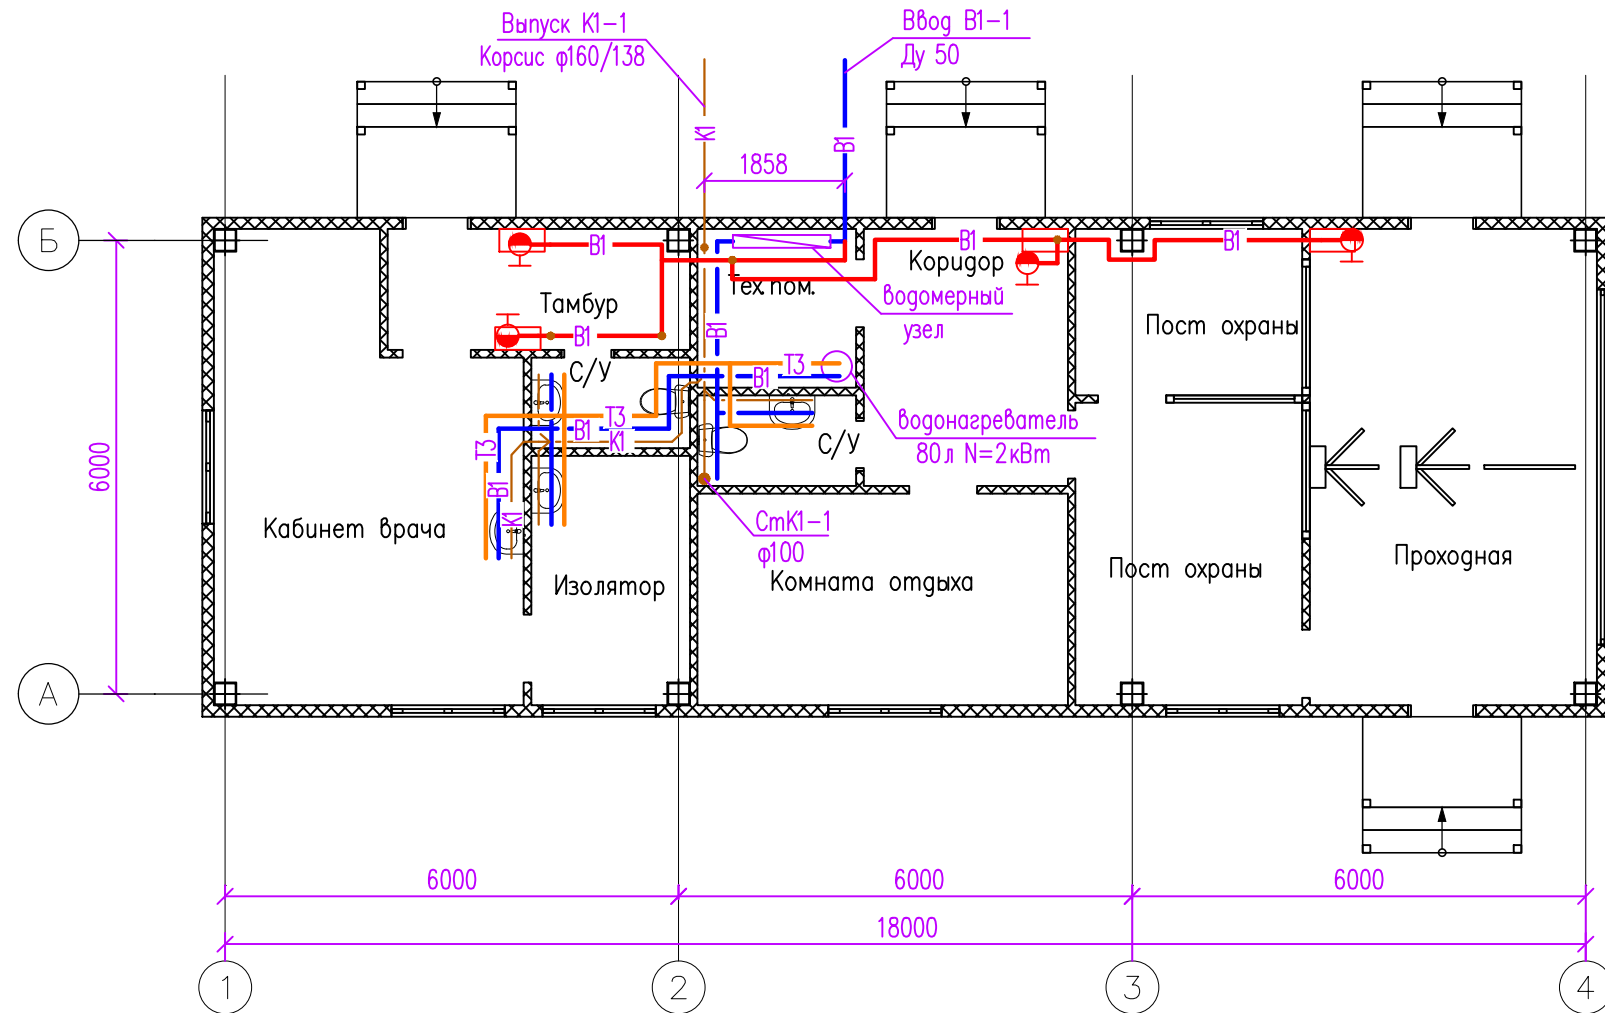 Выпуск К1-1
Корсис φ160/138
Ввод В1-1
Ду 50
К1
В1
1858
Б
В1
В1
В1
Коридор
Тех.пом.
Тамбур
водомерный
узел
Пост охраны
В1
В1
С/У
Т3
В1
Т3
В1
К1
Т3
водонагреватель
80л N=2кВт
С/У
6000
В1
К1
Кабинет врача
СтК1-1
φ100
Изолятор
Комната отдыха
Пост охраны
Проходная
А
6000
6000
6000
18000
1
2
3
4